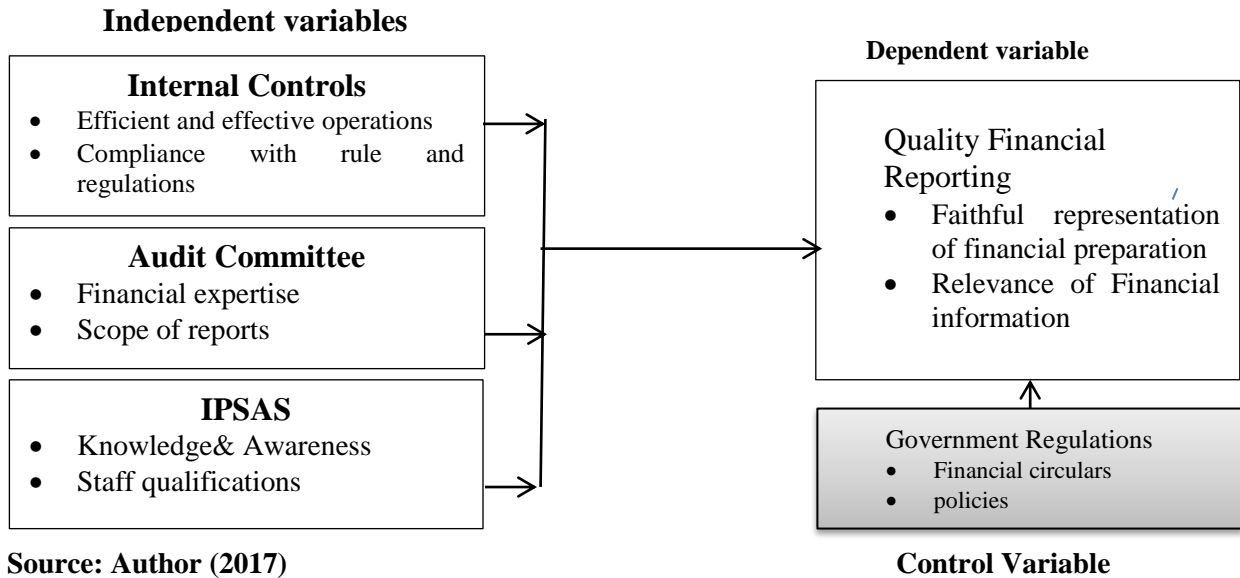 Independent variables
Internal Controls
• Efficient and effective operations
• Compliance with rule and
regulations
Audit Committee
• Financial expertise
• Scope of reports
IPSAS
• Knowledge& Awareness
• Staff qualifications
Source: Author (2017)
Dependent variable
Quality Financial
Reporting
• Faithful representation
of financial preparation
• Relevance of Financial
information
Government Regulations
• Financial circulars
• policies
Control Variable